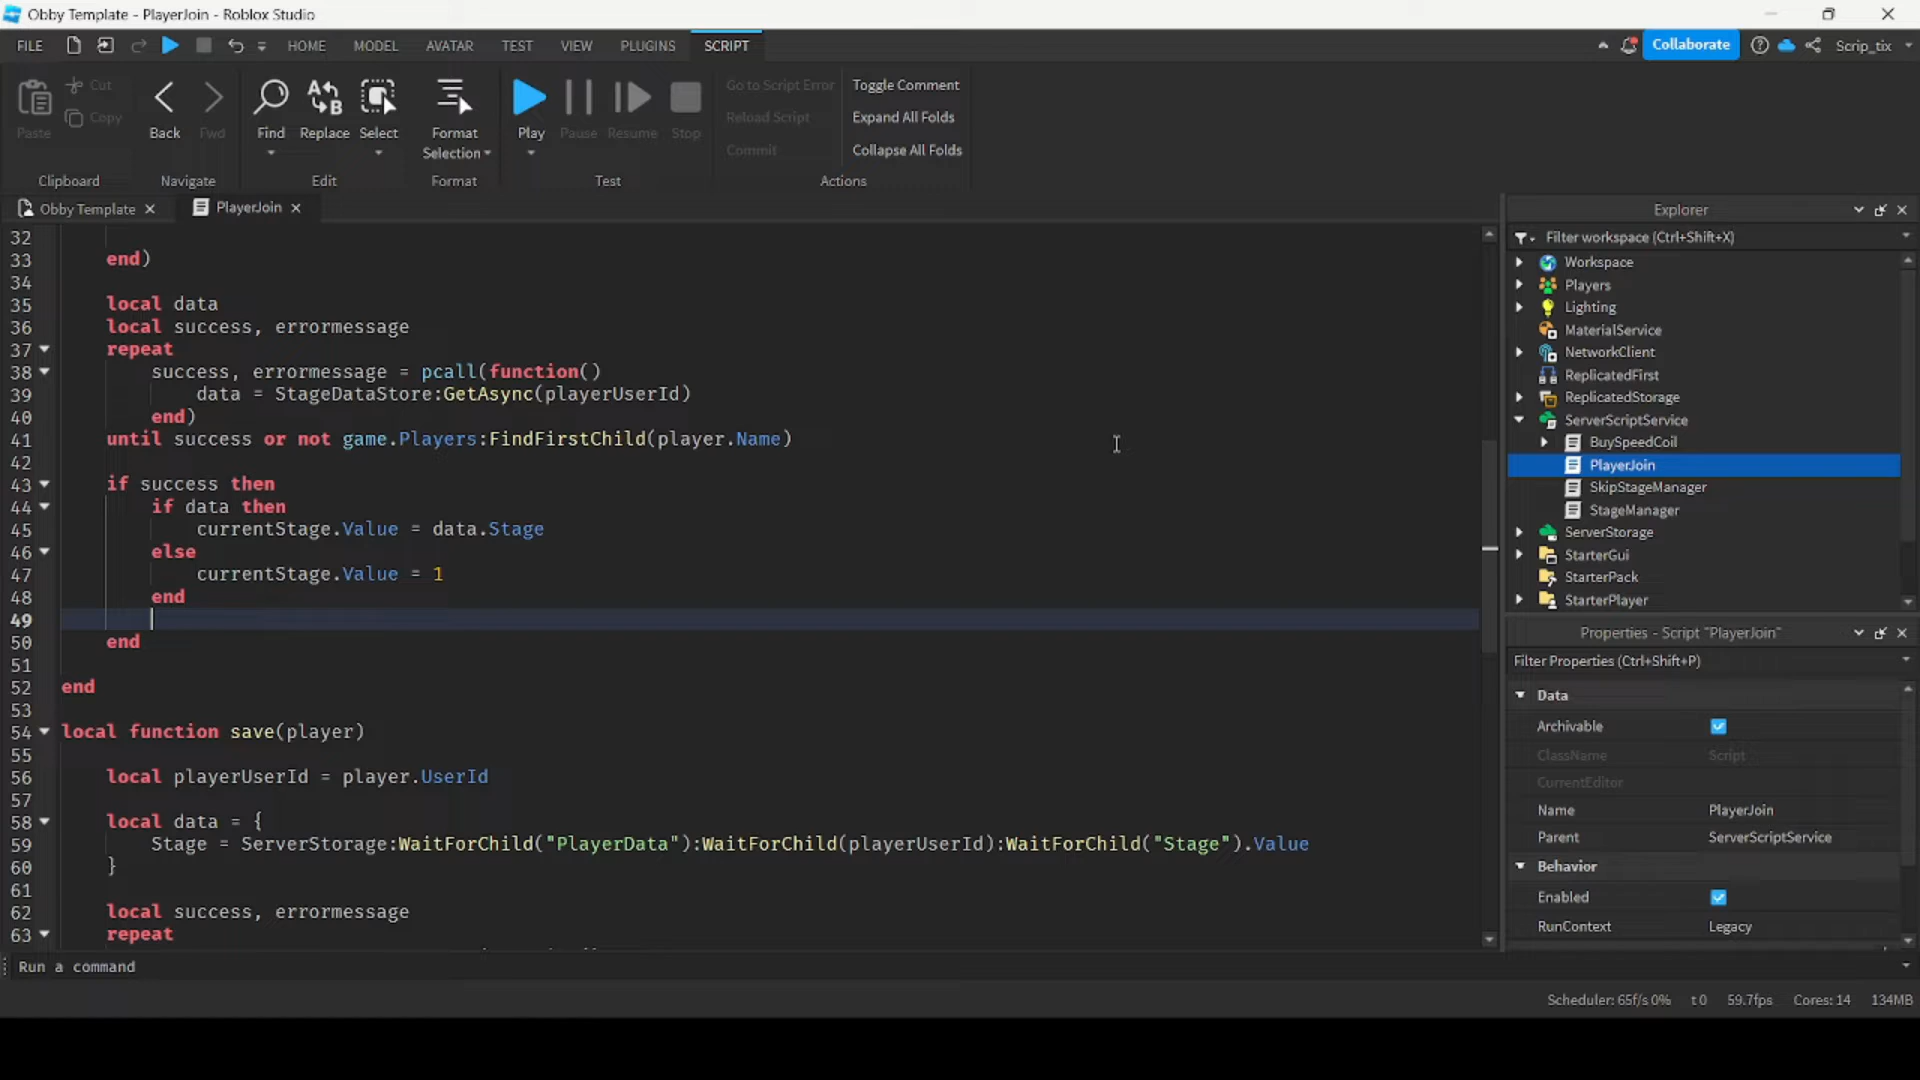 Obby Template - PlayerJoin - Roblox Studio
FILE HOME MODEL AVATAR TEST VIEW PLUGINS SCRIPT Collaborate Scrip_tix
Paste Cut Copy
Back Fwd
Find Replace Select
Format Selection
Play Pause Resume Stop
Go to Script Error
Reload Script
Commit
Toggle Comment
Expand All Folds
Collapse All Folds
Clipboard Navigate Edit Format Test Actions
Obby Template PlayerJoin
32
33 end)
34
35 local data
36 local success, errormessage
37 repeat
38 success, errormessage = pcall(function()
39 data = StageDataStore:GetAsync(playerUserId)
40 end)
41 until success or not game.Players:FindFirstChild(player.Name)
42
43 if success then
44 if data then
45 currentStage.Value = data.Stage
46 else
47 currentStage.Value = 1
48 end
49
50 end
51
52 end
53
54 local function save(player)
55
56 local playerUserId = player.UserId
57
58 local data = {
59 Stage = ServerStorage:WaitForChild("PlayerData"):WaitForChild(playerUserId):WaitForChild("Stage").Value
60 }
61
62 local success, errormessage
63 repeat
Run a command
Explorer
Filter workspace (Ctrl+Shift+X)
Workspace
Players
Lighting
MaterialService
NetworkClient
ReplicatedFirst
ReplicatedStorage
ServerScriptService
BuySpeedCoil
PlayerJoin
SkipStageManager
StageManager
ServerStorage
StarterGui
StarterPack
StarterPlayer
Properties - Script "PlayerJoin"
Filter Properties (Ctrl+Shift+P)
Data
Archivable
ClassName Script
CurrentEditor
Name PlayerJoin
Parent ServerScriptService
Behavior
Enabled
RunContext Legacy
Scheduler: 65f/s 0% t 0 59.7fps Cores: 14 134MB